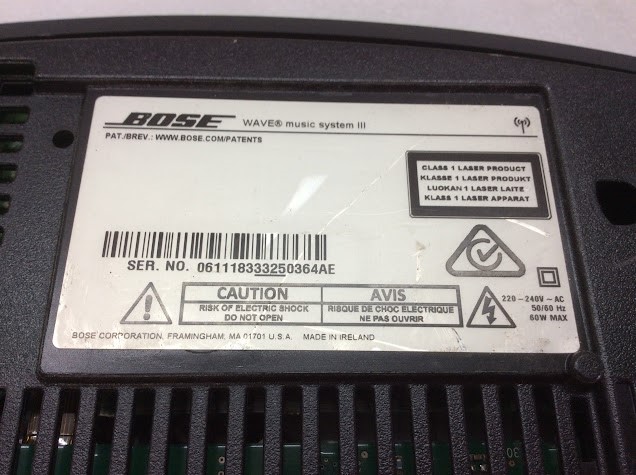 BOSE WAVE® music system III
PAT./BREV.: WWW.BOSE.COM/PATENTS
CLASS 1 LASER PRODUCT
KLASSE 1 LASER PRODUKT
LUOKAN 1 LASER LAITE
KLASS 1 LASER APPARAT
SER. NO. 061118333250364AE
CAUTION
RISK OF ELECTRIC SHOCK
DO NOT OPEN
AVIS
RISQUE DE CHOC ELECTRIQUE
NE PAS OUVRIR
220-240V ~ AC
50/60 Hz
60W MAX
BOSE CORPORATION, FRAMINGHAM, MA 01701 U.S.A. MADE IN IRELAND